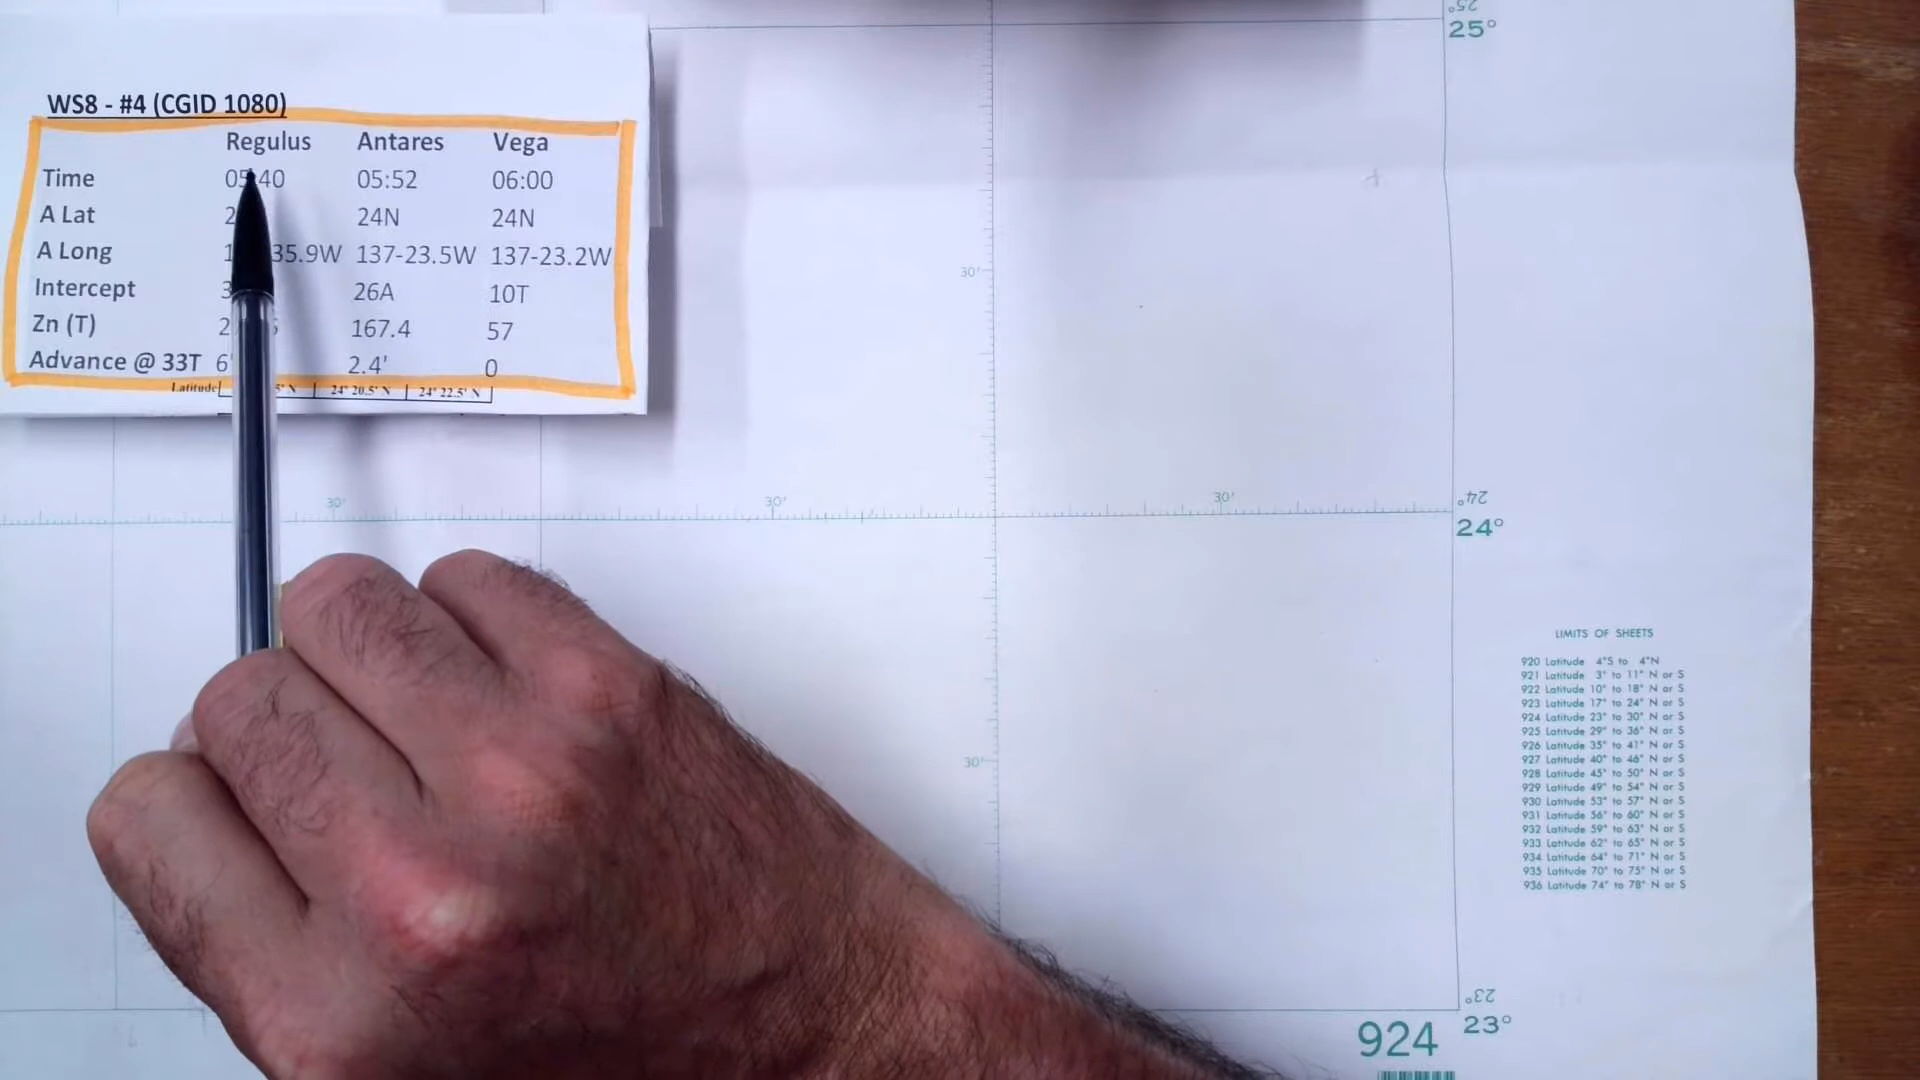 WS8 - #4 (CGID 1080)
Regulus Antares Vega
Time 05:40 05:52 06:00
A Lat 24N 24N
A Long 35.9W 137-23.5W 137-23.2W
Intercept 26A 10T
Zn (T) 167.4 57
Advance @ 33T 6' 2.4' 0
Latitude 5' N 24° 20.5' N 24° 22.5' N
25°
25°
30'
30'
30'
30'
24°
24°
30'
23°
23°
924
LIMITS OF SHEETS
920 Latitude 4°S to 4°N
921 Latitude 3° to 11° N or S
922 Latitude 10° to 18° N or S
923 Latitude 17° to 24° N or S
924 Latitude 23° to 30° N or S
925 Latitude 29° to 36° N or S
926 Latitude 35° to 41° N or S
927 Latitude 40° to 46° N or S
928 Latitude 45° to 50° N or S
929 Latitude 49° to 54° N or S
930 Latitude 53° to 57° N or S
931 Latitude 56° to 60° N or S
932 Latitude 59° to 63° N or S
933 Latitude 62° to 65° N or S
934 Latitude 64° to 71° N or S
935 Latitude 70° to 75° N or S
936 Latitude 74° to 78° N or S